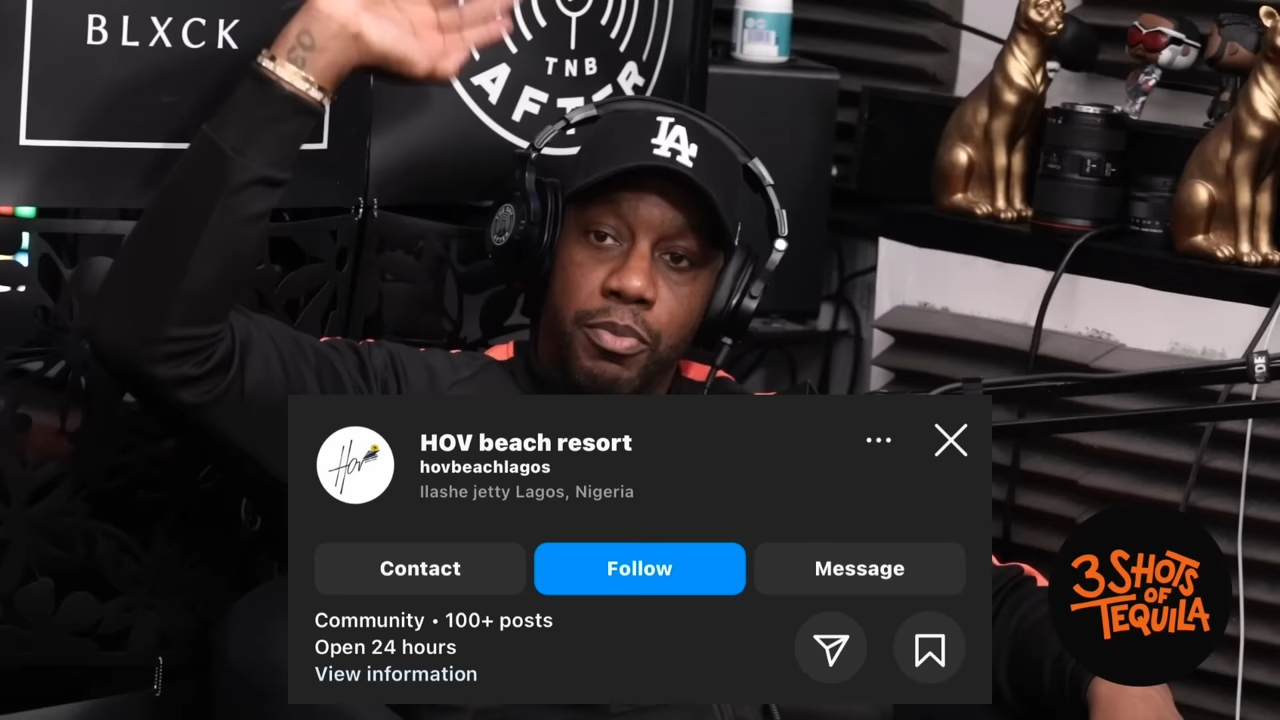 BLXCK
TNB
AFTER
LA
HOV beach resort
hovbeachlagos
Ilashe jetty Lagos, Nigeria
Hov
Contact
Follow
Message
Community • 100+ posts
Open 24 hours
View information
3 SHOTS
OF
TEQUILA